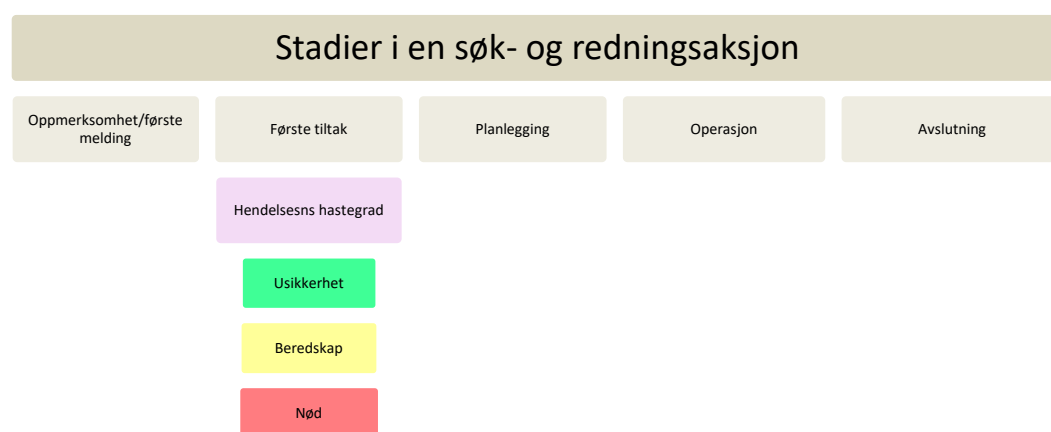 Stadier i en søk- og redningsaksjon
Oppmerksomhet/første
melding
Første tiltak
Planlegging
Operasjon
Avslutning
Hendelsesns hastegrad
Usikkerhet
Beredskap
Nød